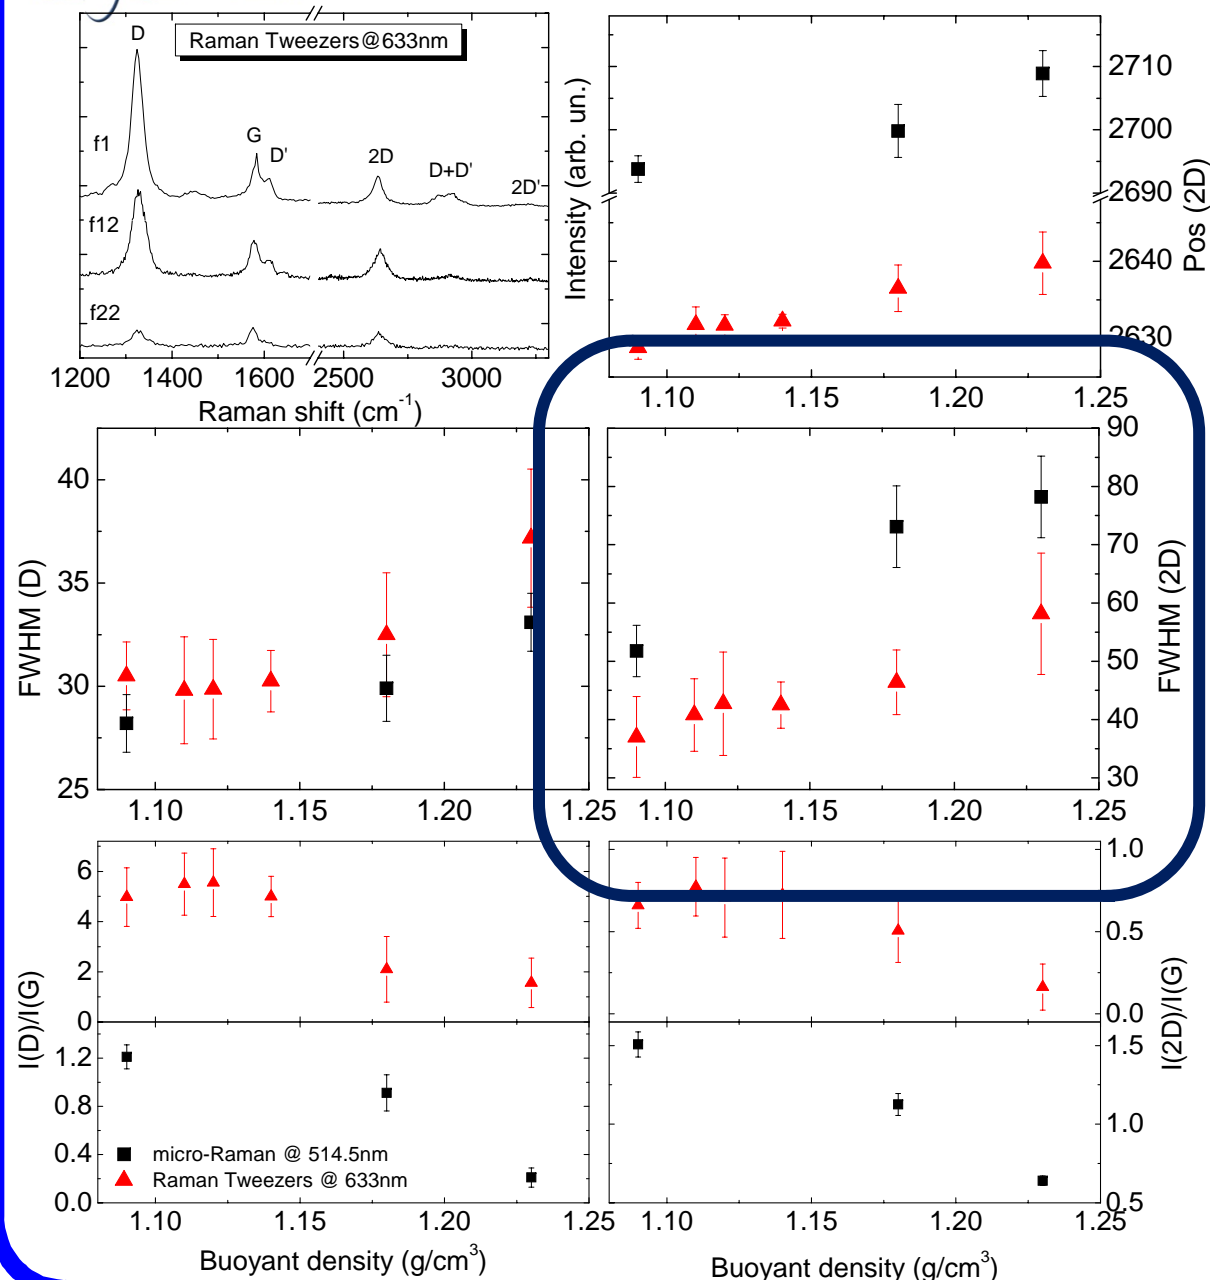 Raman Tweezers@633nm
D
G
D'
2D
D+D'
2D'
f1
f12
f22
1200 1400 1600 2500 3000
Raman shift (cm-1)
Intensity (arb. un.)
2710
2700
2690
2640
2630
Pos (2D)
1.10 1.15 1.20 1.25
40
35
30
25
FWHM (D)
1.10 1.15 1.20 1.25
90
80
70
60
50
40
30
FWHM (2D)
1.10 1.15 1.20 1.25
6
4
2
0
1.2
0.8
0.4
0.0
I(D)/I(G)
micro-Raman @ 514.5nm
Raman Tweezers @ 633nm
1.10 1.15 1.20 1.25
Buoyant density (g/cm3)
1.0
0.5
0.0
1.5
1.0
0.5
I(2D)/I(G)
1.10 1.15 1.20 1.25
Buoyant density (g/cm3)